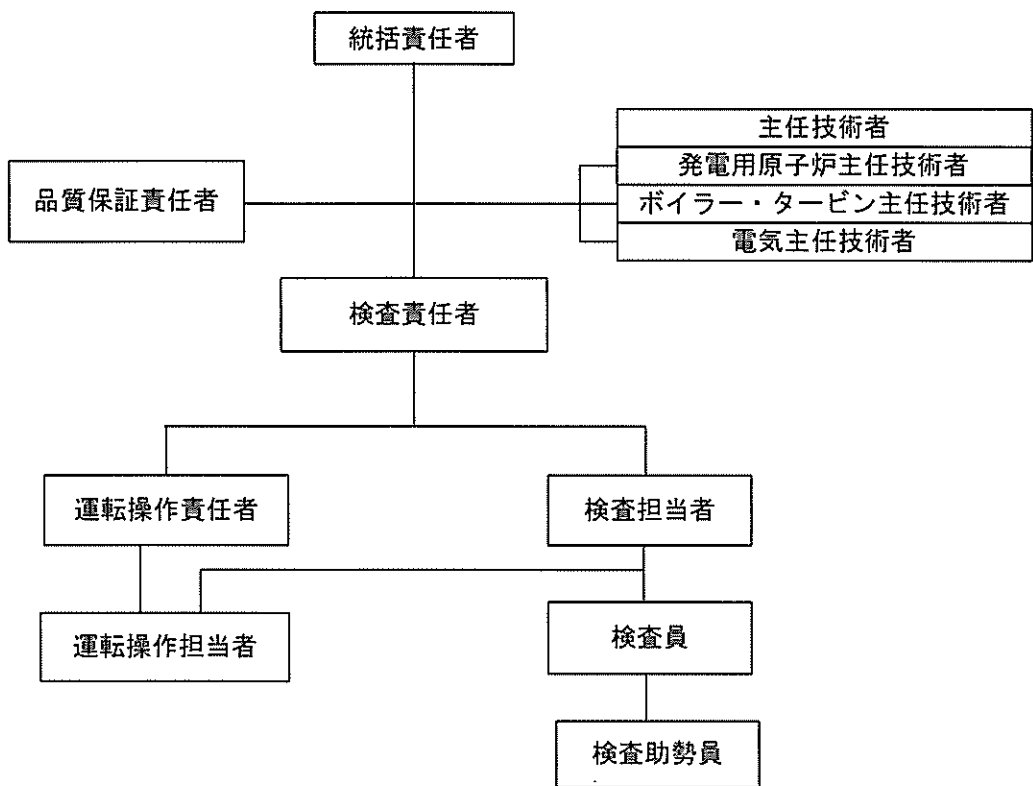 統括責任者
主任技術者
発電用原子炉主任技術者
品質保証責任者
ボイラー・タービン主任技術者
電気主任技術者
検査責任者
運転操作責任者
検査担当者
運転操作担当者
検査員
検査助勢員